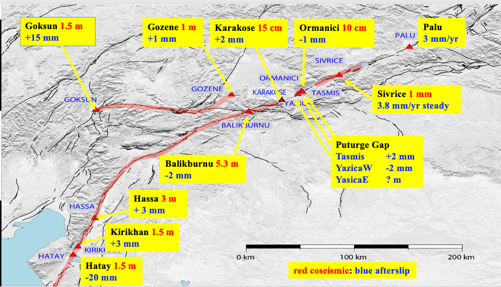 Goksun 1.5 m
+15 mm
Gozene 1 m
+1 mm
Karakose 15 cm
+2 mm
Ormanici 10 cm
-1 mm
Palu
3 mm/yr
PALU
SIVRICE
ORMANICI
GOZENE
KARAKOSE
TASMIS
GOKSUN
BALIKBURNU
Sivrice 1 mm
3.8 mm/yr steady
Puturge Gap
Tasmis +2 mm
YazicaW -2 mm
YasicaE ? m
Balikburnu 5.3 m
-2 mm
Hassa 3 m
+ 3 mm
HASSA
Kirikhan 1.5 m
+3 mm
HATAY
Hatay 1.5 m
-20 mm
0 km
100 km
200 km
red coseismic: blue afterslip